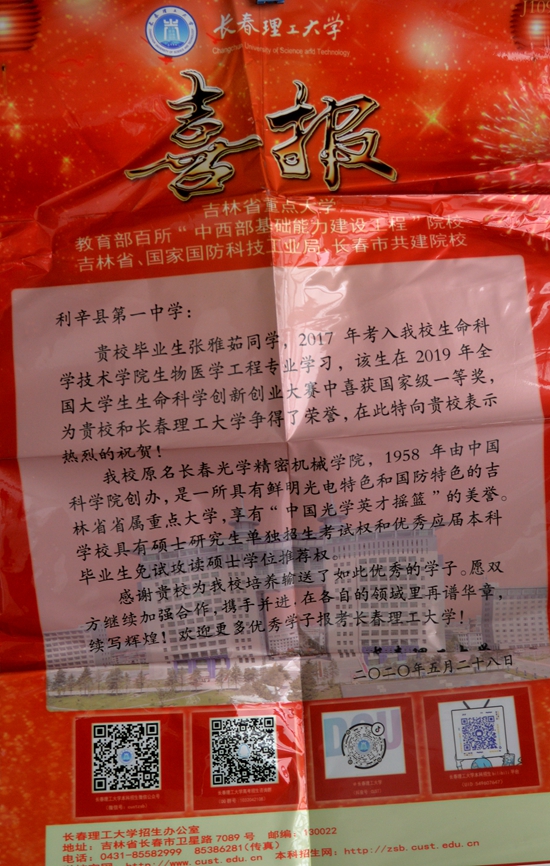 J109
长春理工大学
Changchun University of Science and Technology
喜报
吉林省重点大学
教育部百所“中西部基础能力建设工程”院校
吉林省、国家国防科技工业局、长春市共建院校
利辛县第一中学：
贵校毕业生张雅茹同学，2017 年考入我校生命科
学技术学院生物医学工程专业学习，该生在 2019 年全
国大学生生命科学创新创业大赛中喜获国家级一等奖，
为贵校和长春理工大学争得了荣誉，在此特向贵校表示
热烈的祝贺！
我校原名长春光学精密机械学院，1958 年由中国
科学院创办，是一所具有鲜明光电特色和国防特色的吉
林省省属重点大学，享有“中国光学英才摇篮”的美誉。
学校具有硕士研究生单独招生考试权和优秀应届本科
毕业生免试攻读硕士学位推荐权。
感谢贵校为我校培养输送了如此优秀的学子。愿双
方继续加强合作，携手并进，在各自的领域里再谱华章，
续写辉煌！欢迎更多优秀学子报考长春理工大学！
长春理工大学
二〇二〇年五月二十八日
长春理工大学招生办公室
地址：吉林省长春市卫星路 7089 号 邮编：130022
电话：0431-85582999 85386281(传真)
www.cust.edu.cn 本科招生网：http://zsb.cust.edu.cn